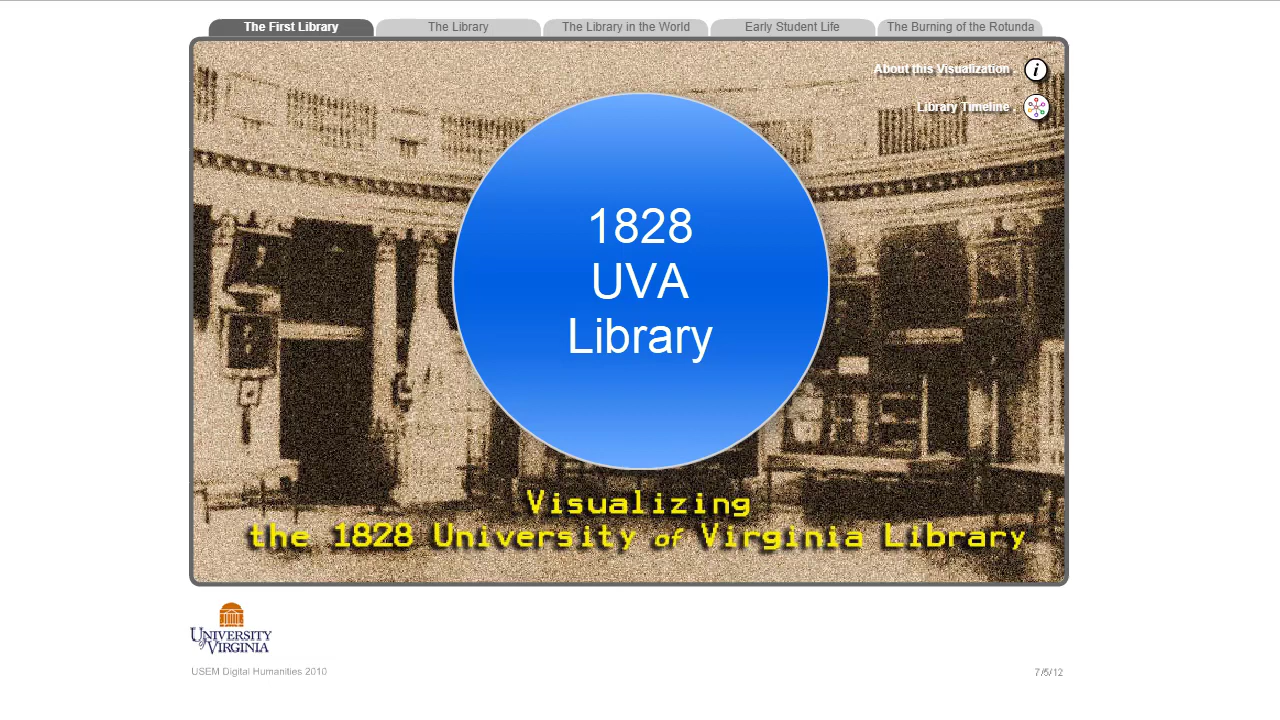 The First Library
The Library
The Library in the World
Early Student Life
The Burning of the Rotunda
About this Visualization
Library Timeline
1828
UVA
Library
Visualizing
the 1828 University of Virginia Library
UNIVERSITY
of VIRGINIA
USEM Digital Humanities 2010
7/5/12